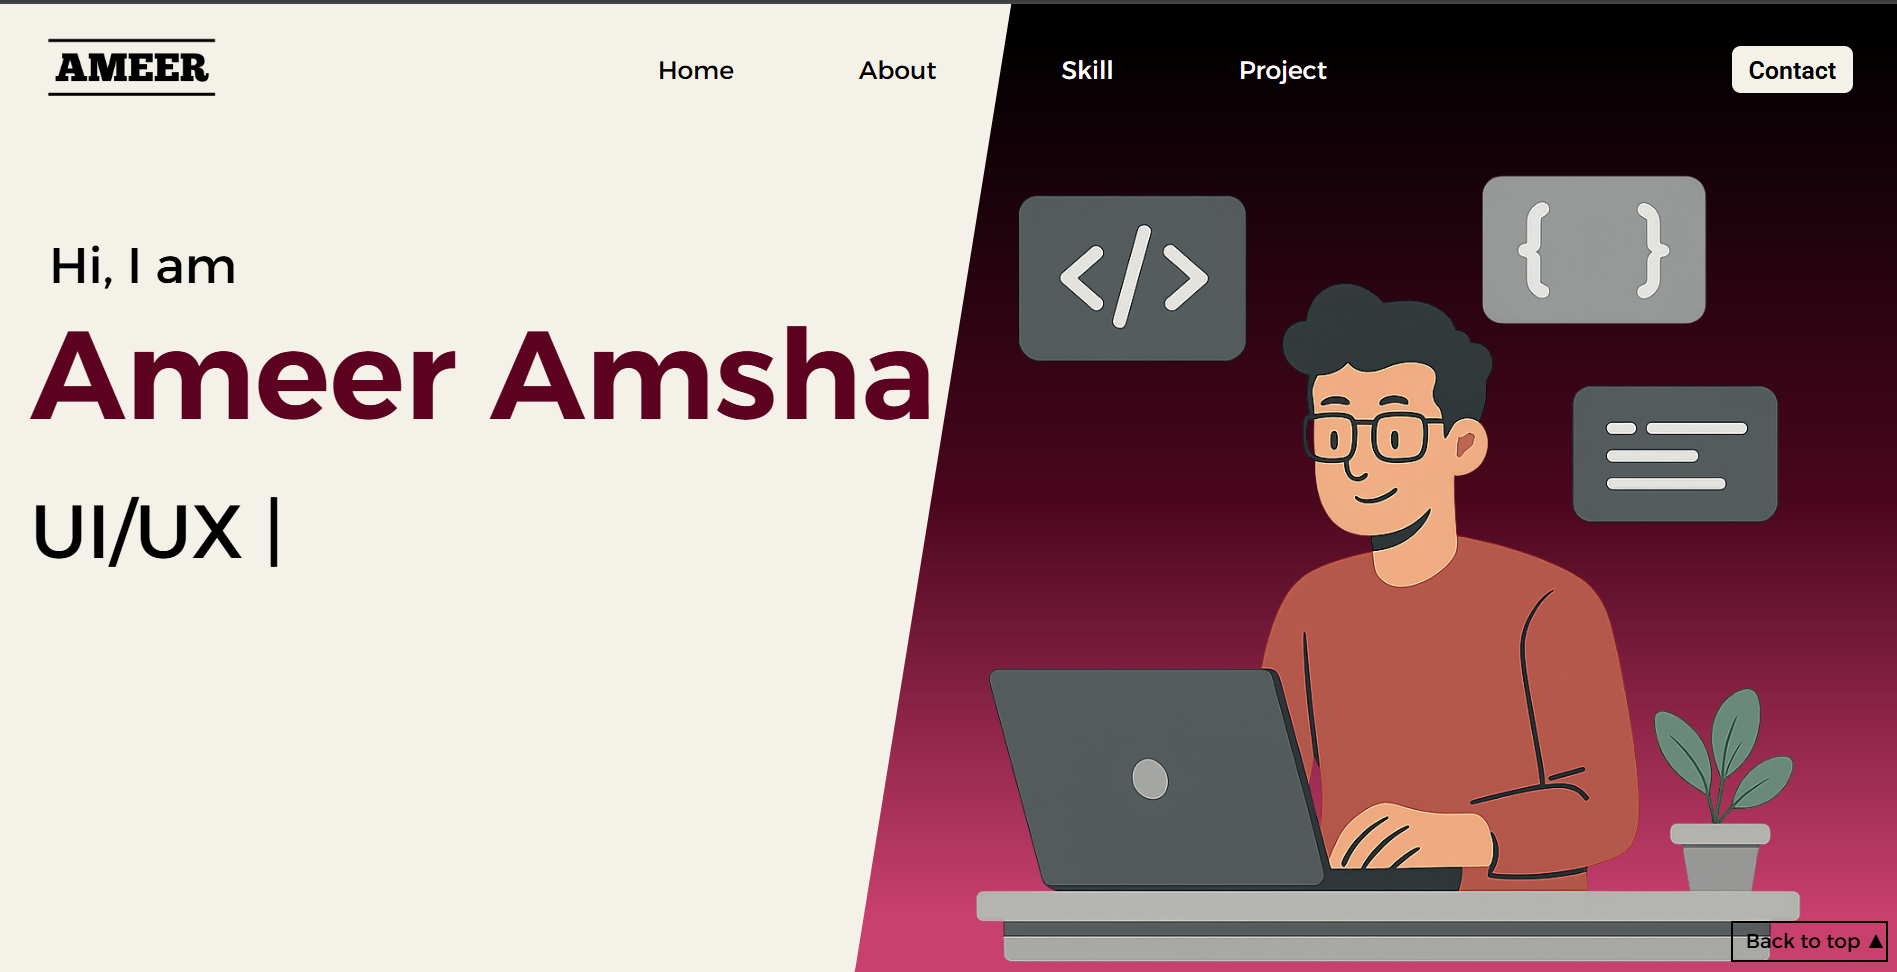 AMEER
Home About Skill Project Contact
Hi, I am
Ameer Amsha
UI/UX |
</>
{ }
Back to top ▲